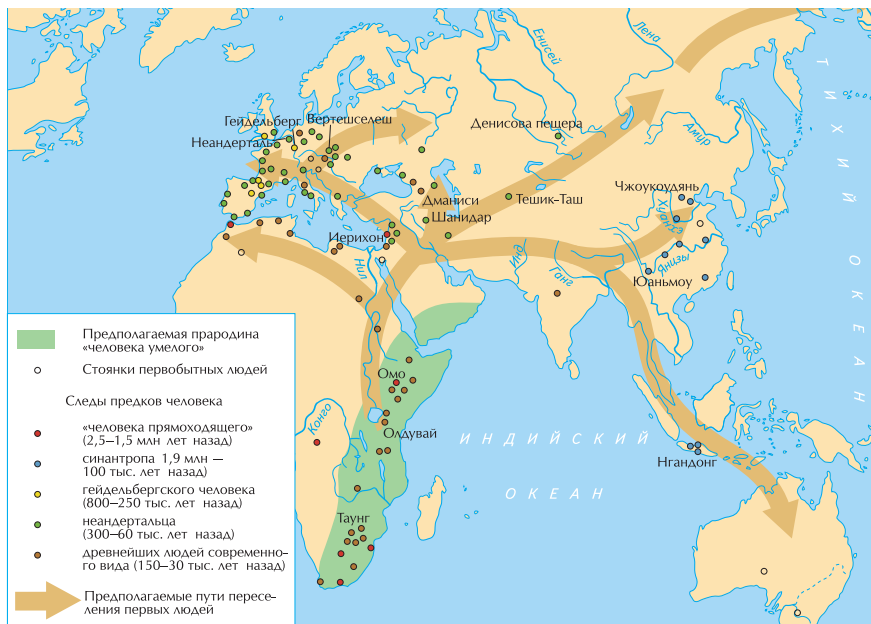 Енисей
Лена
Амур
ТИХИЙ ОКЕАН
Гейдельберг
Вертешселеш
Неандерталь
Денисова пещера
Чжоукоудянь
Хуанхэ
Дманиси
Тешик-Таш
Шанидар
Иерихон
Нил
Инд
Ганг
Янцзы
Юаньмоу
Омо
Олдувай
Конго
ИНДИЙСКИЙ
ОКЕАН
Нгандонг
Таунг
Предполагаемая прародина
«человека умелого»
Стоянки первобытных людей
Следы предков человека
«человека прямоходящего»
(2,5—1,5 млн лет назад)
синантропа 1,9 млн —
100 тыс. лет назад)
гейдельбергского человека
(800—250 тыс. лет назад)
неандертальца
(300—60 тыс. лет назад)
древнейших людей современно-
го вида (150—30 тыс. лет назад)
Предполагаемые пути пересе-
ления первых людей